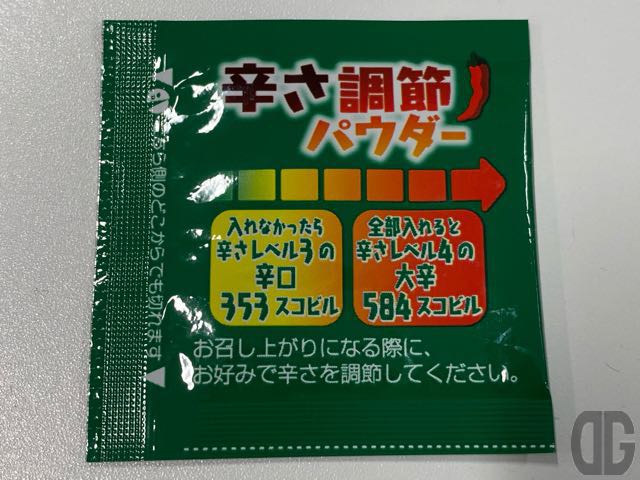 辛さ調節
パウダー
入れなかったら
辛さレベル3の
辛口
353スコビル
全部入れると
辛さレベル4の
大辛
584スコビル
お召し上がりになる際に、
お好みで辛さを調節してください。
こちら側のどこからでも切れます
DG